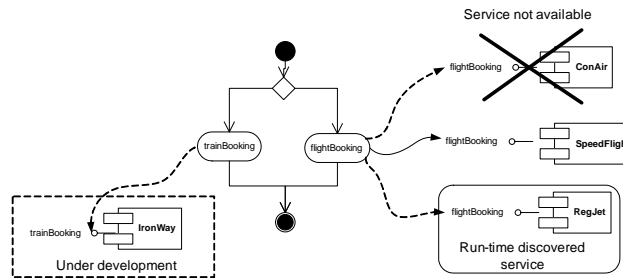 Service not available
flightBooking
ConAir
trainBooking
flightBooking
flightBooking
SpeedFligh
flightBooking
RegJet
Run-time discovered
service
trainBooking
IronWay
Under development